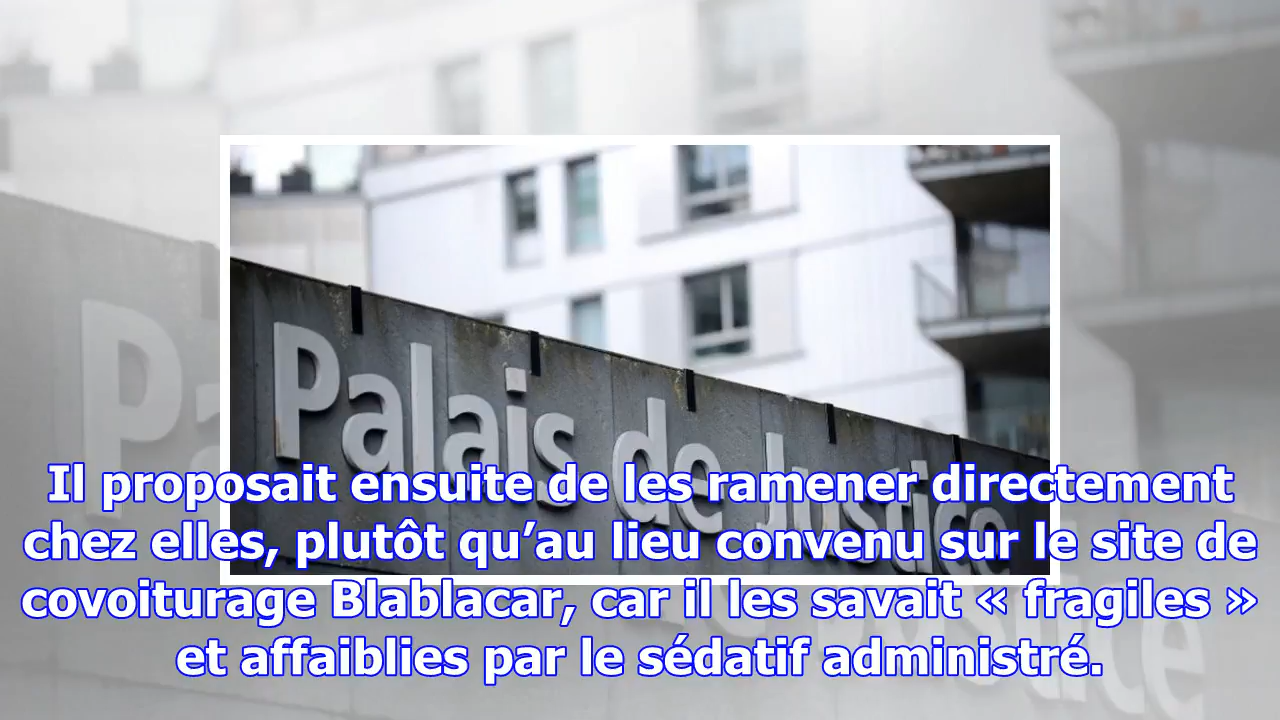 Palais de Justice
Il proposait ensuite de les ramener directement
chez elles, plutôt qu’au lieu convenu sur le site de
covoiturage Blablacar, car il les savait « fragiles »
et affaiblies par le sédatif administré.